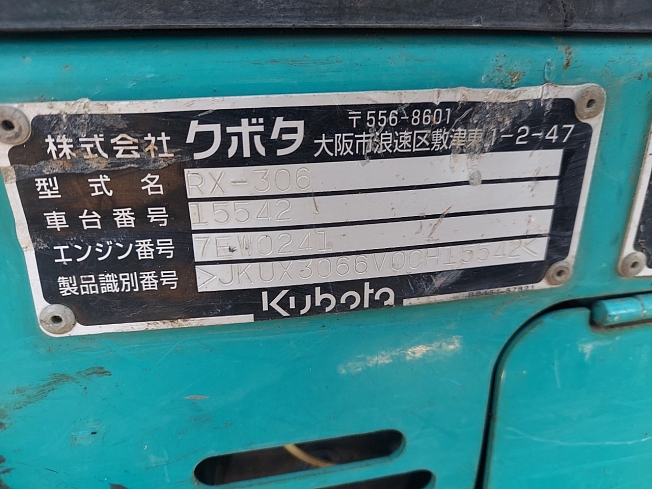 株式会社 クボタ 〒556-8601
大阪市浪速区敷津東1-2-47
型式名 RX-306
車台番号 15542
エンジン番号 7EW0241
製品識別番号 >JKUX3066V00H15542<
Kubota